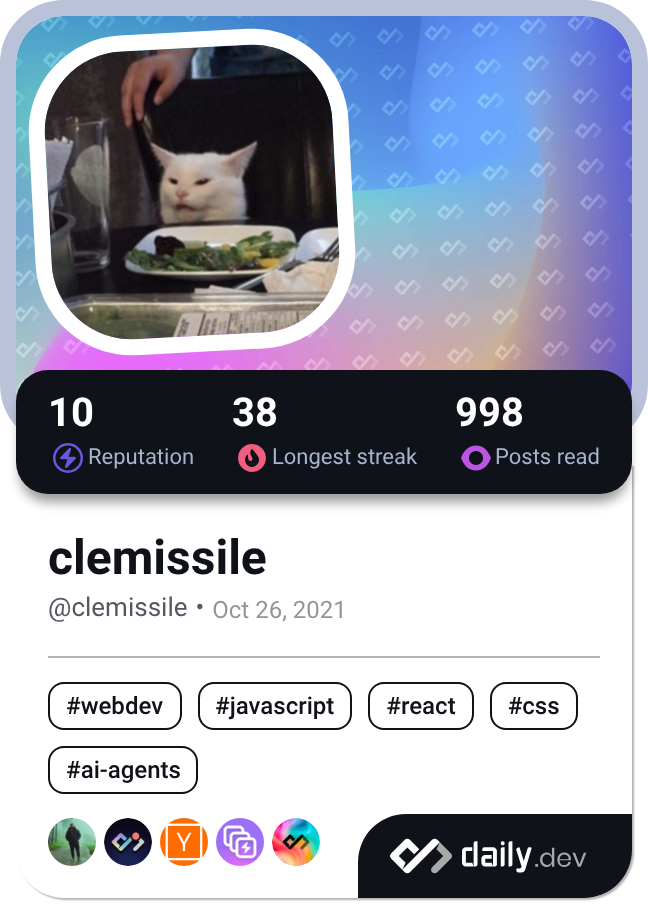 10 38 998
Reputation Longest streak Posts read
clemissile
@clemissile • Oct 26, 2021
#webdev #javascript #react #css
#ai-agents
Y
daily.dev